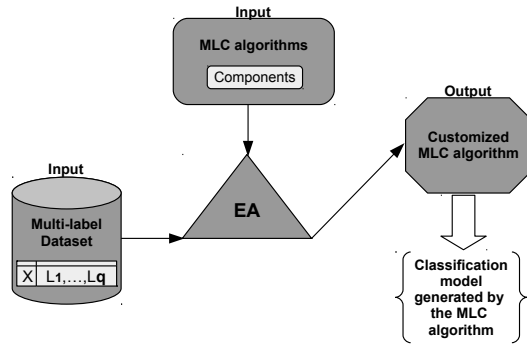 Input
MLC algorithms
Components
Output
Customized
MLC algorithm
Input
Multi-label
Dataset
X L1,...,Lq
EA
Classification
model
generated by
the MLC
algorithm